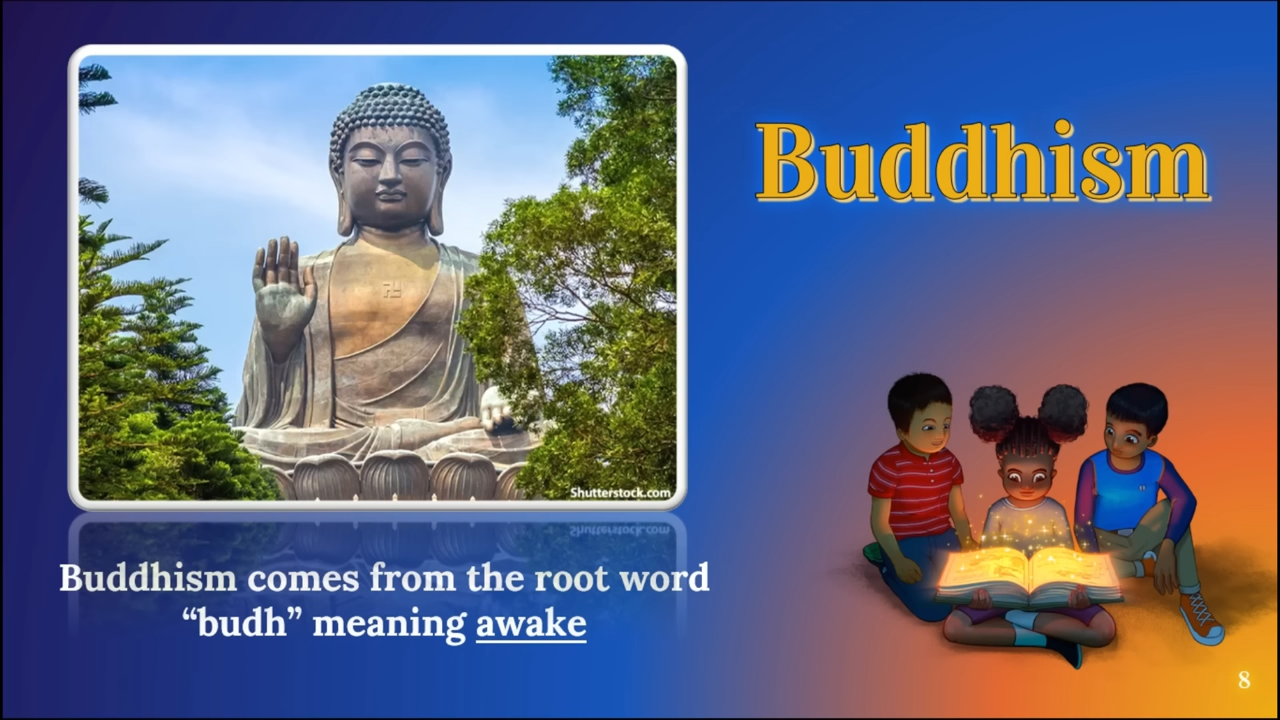 Buddhism
Shutterstock.com
Buddhism comes from the root word
“budh” meaning awake
8